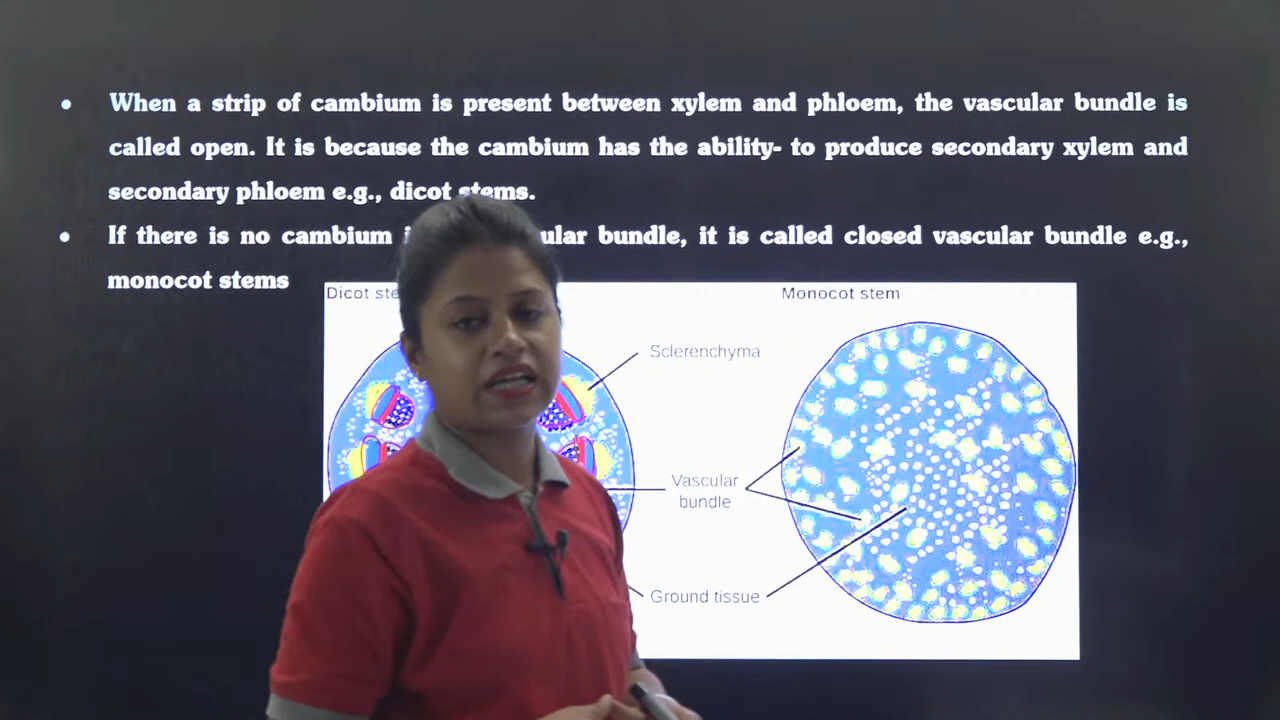 When a strip of cambium is present between xylem and phloem, the vascular bundle is
called open. It is because the cambium has the ability- to produce secondary xylem and
secondary phloem e.g., dicot stems.
If there is no cambium bundle, it is called closed vascular bundle e.g.,
monocot stems
Dicot
Monocot stem
Sclerenchyma
Vascular
bundle
Ground tissue